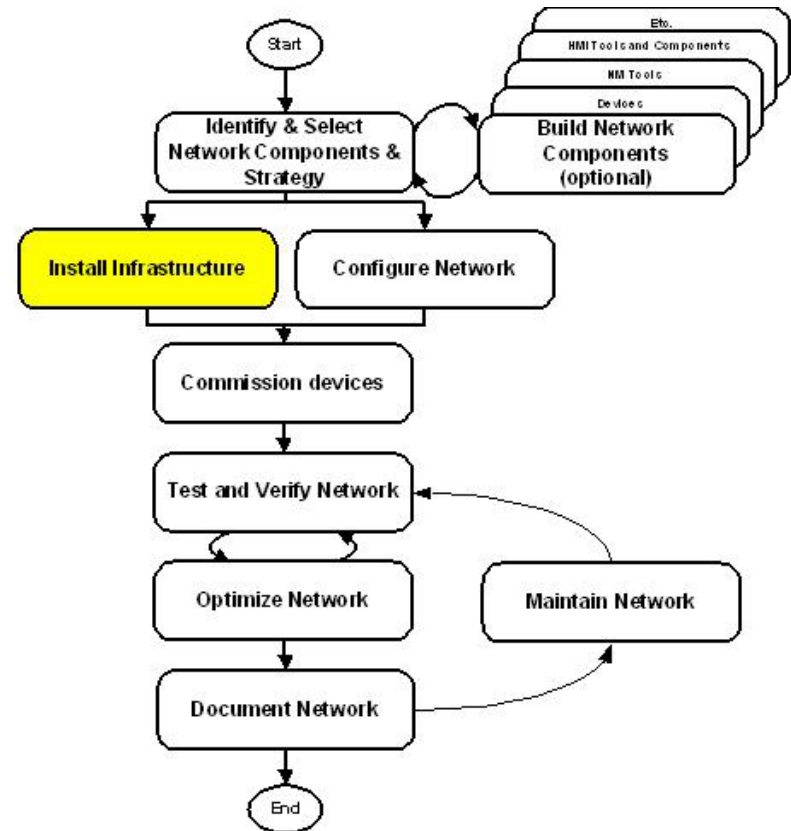 Start
Etc.
HMI Tools and Components
NM Tools
Devices
Identify & Select
Network Components &
Strategy
Build Network
Components
(optional)
Install Infrastructure
Configure Network
Commission devices
Test and Verify Network
Optimize Network
Maintain Network
Document Network
End